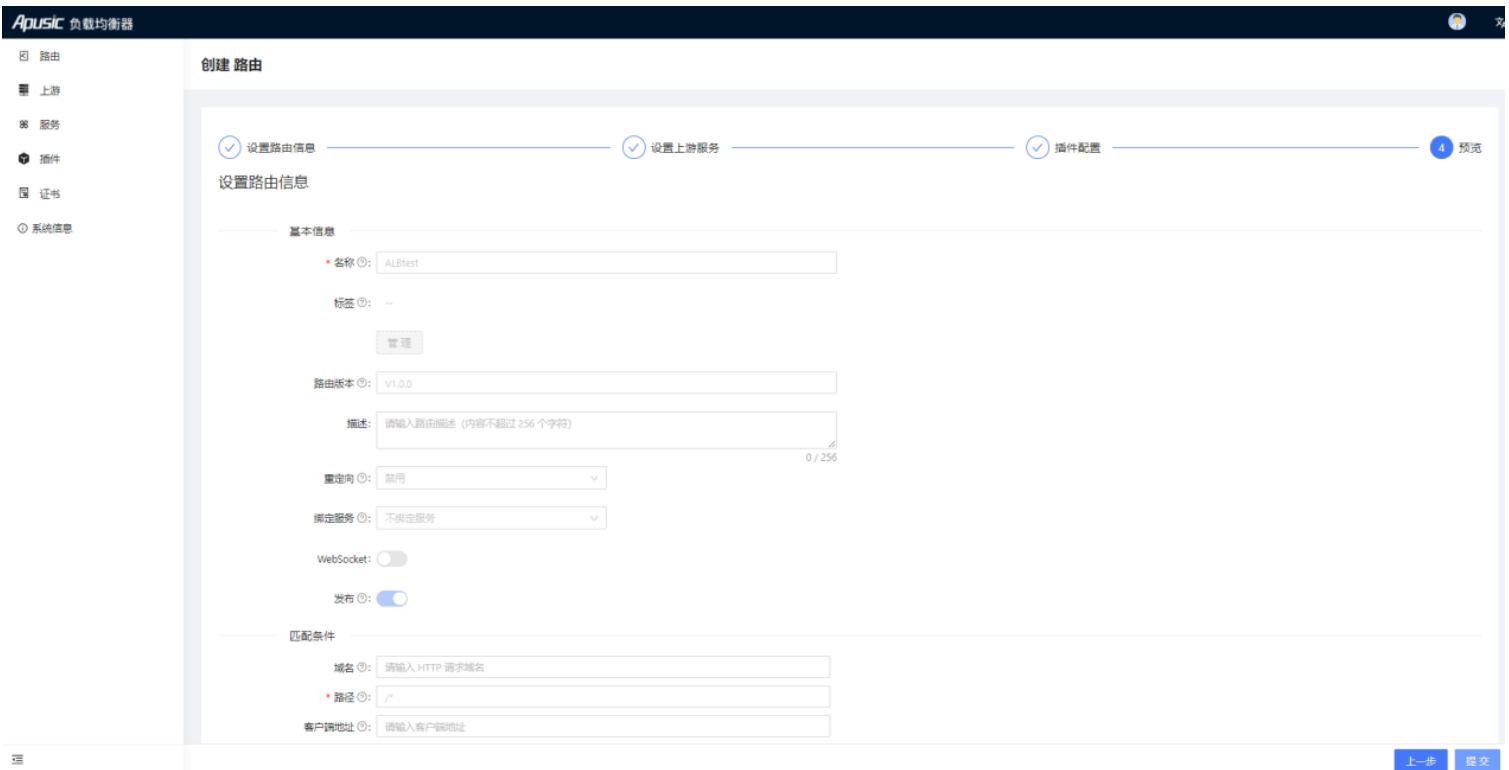 Apusic 负载均衡器
路由
上游
服务
插件
证书
系统信息
创建 路由
设置路由信息
设置上游服务
插件配置
4 预览
设置路由信息
基本信息
* 名称 ?: ALBtest
标签 ?: --
管 理
路由版本 ?: V1.0.0
描述: 请输入路由描述（内容不超过 256 个字符）
0 / 256
重定向 ?: 禁用
绑定服务 ?: 不绑定服务
WebSocket:
发布 ?:
匹配条件
域名 ?: 请输入 HTTP 请求域名
* 路径 ?: /*
客户端地址 ?: 请输入客户端地址
上一步 提交